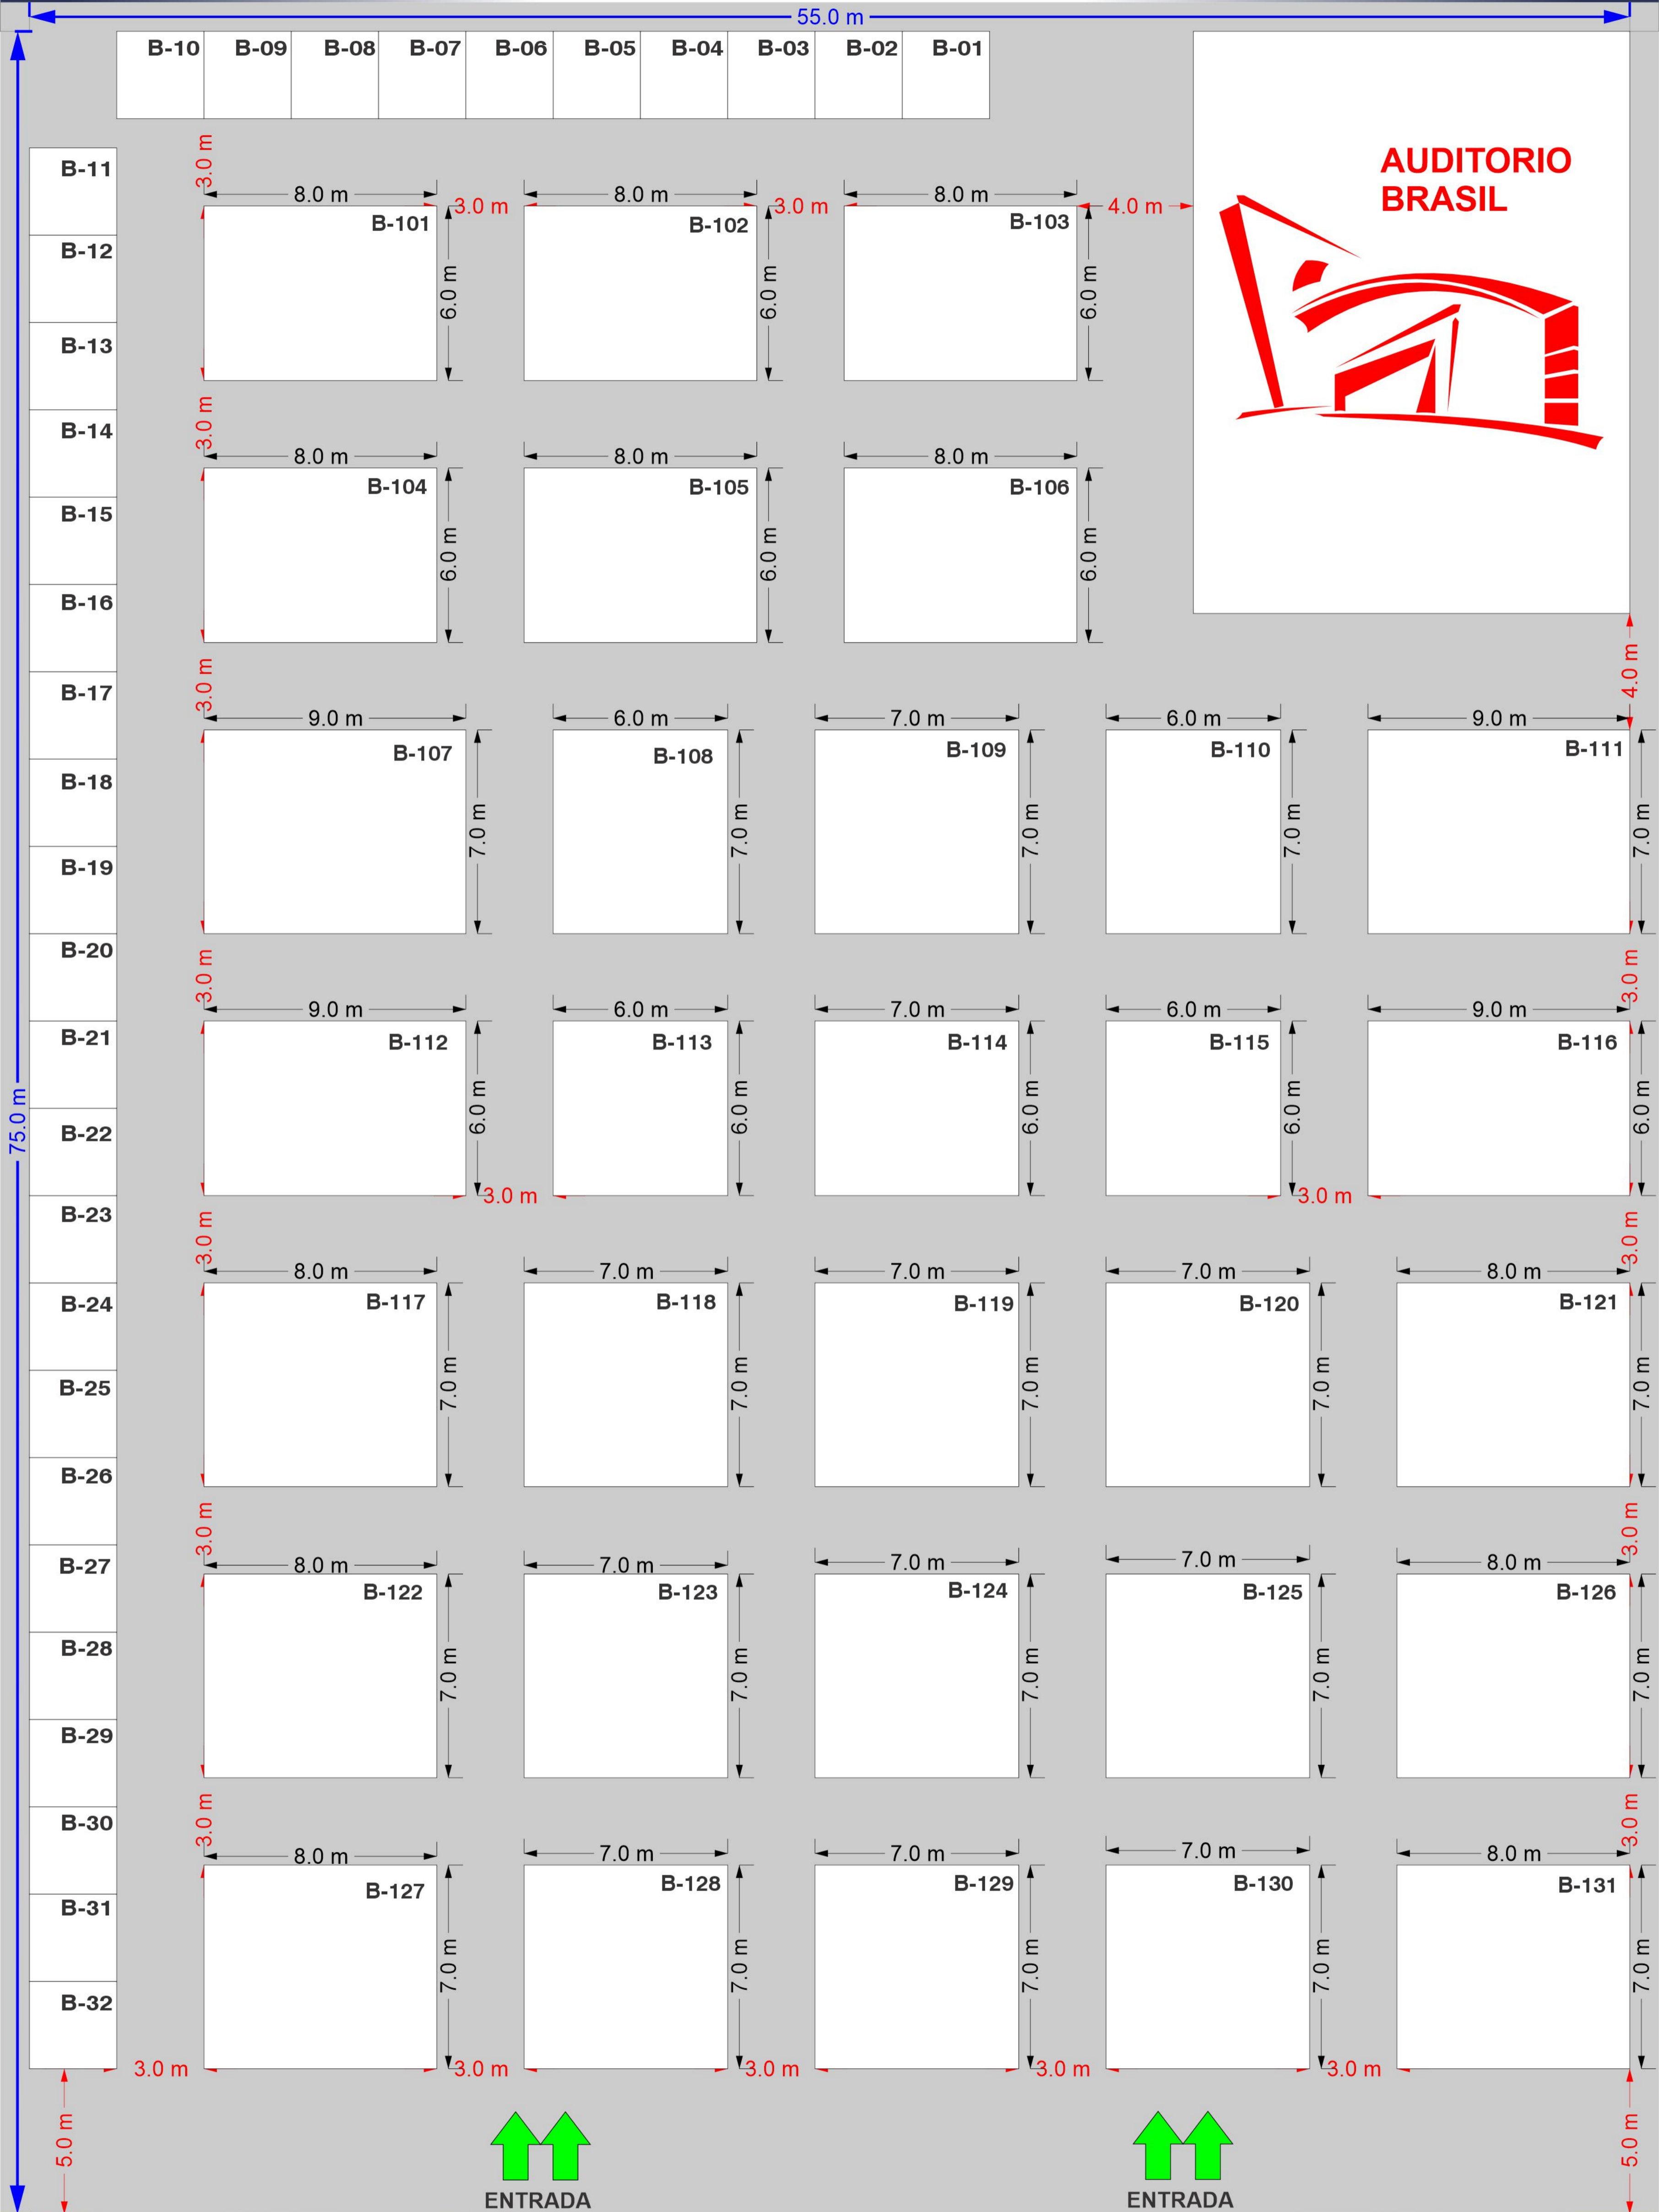 55.0 m
B-10 B-09 B-08 B-07 B-06 B-05 B-04 B-03 B-02 B-01
AUDITORIO
BRASIL
B-11
3.0 m
8.0 m 3.0 m 8.0 m 3.0 m 8.0 m 4.0 m
B-101 B-102 B-103
B-12
6.0 m 6.0 m 6.0 m
B-13
3.0 m
B-14
8.0 m 8.0 m 8.0 m
B-104 B-105 B-106
B-15
6.0 m 6.0 m 6.0 m
B-16
3.0 m 4.0 m
B-17
9.0 m 6.0 m 7.0 m 6.0 m 9.0 m
B-107 B-108 B-109 B-110 B-111
B-18
7.0 m 7.0 m 7.0 m 7.0 m 7.0 m
B-19
B-20
3.0 m 3.0 m
9.0 m 6.0 m 7.0 m 6.0 m 9.0 m
B-21
B-112 B-113 B-114 B-115 B-116
75.0 m
6.0 m 6.0 m 6.0 m 6.0 m 6.0 m
B-22
3.0 m 3.0 m
B-23
3.0 m 3.0 m
8.0 m 7.0 m 7.0 m 7.0 m 8.0 m
B-24
B-117 B-118 B-119 B-120 B-121
B-25
7.0 m 7.0 m 7.0 m 7.0 m 7.0 m
B-26
3.0 m 3.0 m
B-27
8.0 m 7.0 m 7.0 m 7.0 m 8.0 m
B-122 B-123 B-124 B-125 B-126
B-28
7.0 m 7.0 m 7.0 m 7.0 m 7.0 m
B-29
B-30
3.0 m 3.0 m
8.0 m 7.0 m 7.0 m 7.0 m 8.0 m
B-127 B-128 B-129 B-130 B-131
B-31
7.0 m 7.0 m 7.0 m 7.0 m 7.0 m
B-32
3.0 m 3.0 m 3.0 m 3.0 m 3.0 m
5.0 m 5.0 m
ENTRADA ENTRADA